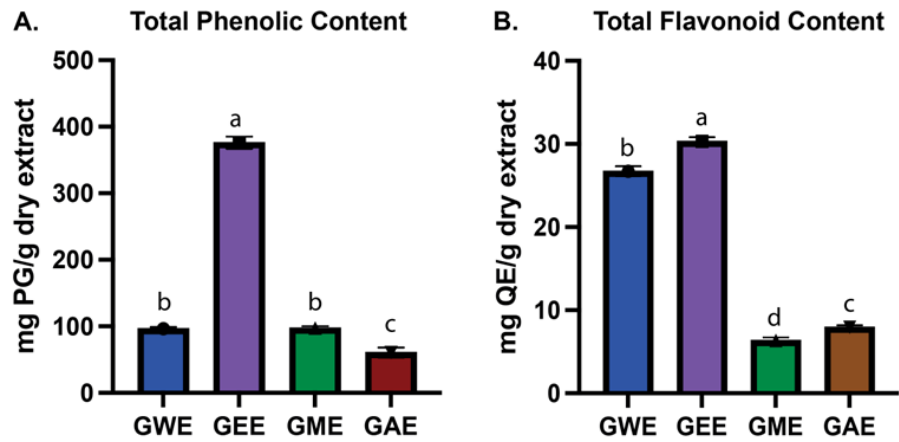 A. Total Phenolic Content
mg PG/g dry extract
500
400
300
200
100
0
b
a
b
c
GWE GEE GME GAE
B. Total Flavonoid Content
mg QE/g dry extract
40
30
20
10
0
b
a
d
c
GWE GEE GME GAE